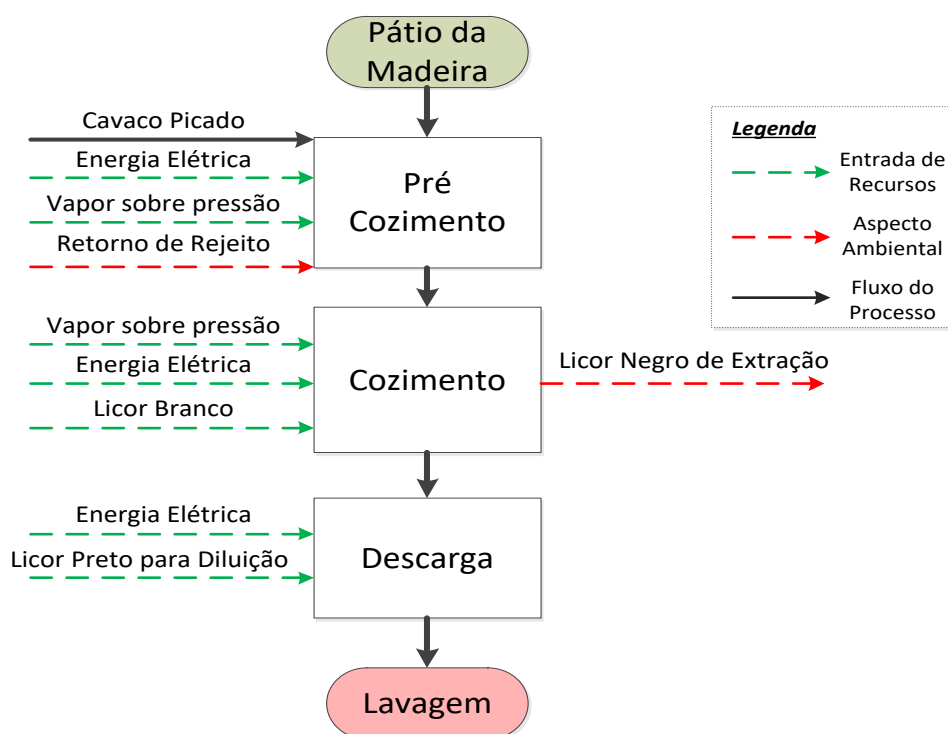 Pátio da
Madeira
Cavaco Picado
Energia Elétrica
Vapor sobre pressão
Retorno de Rejeito
Pré
Cozimento
Legenda
Entrada de
Recursos
Aspecto
Ambiental
Fluxo do
Processo
Vapor sobre pressão
Energia Elétrica
Licor Branco
Cozimento
Licor Negro de Extração
Energia Elétrica
Licor Preto para Diluição
Descarga
Lavagem